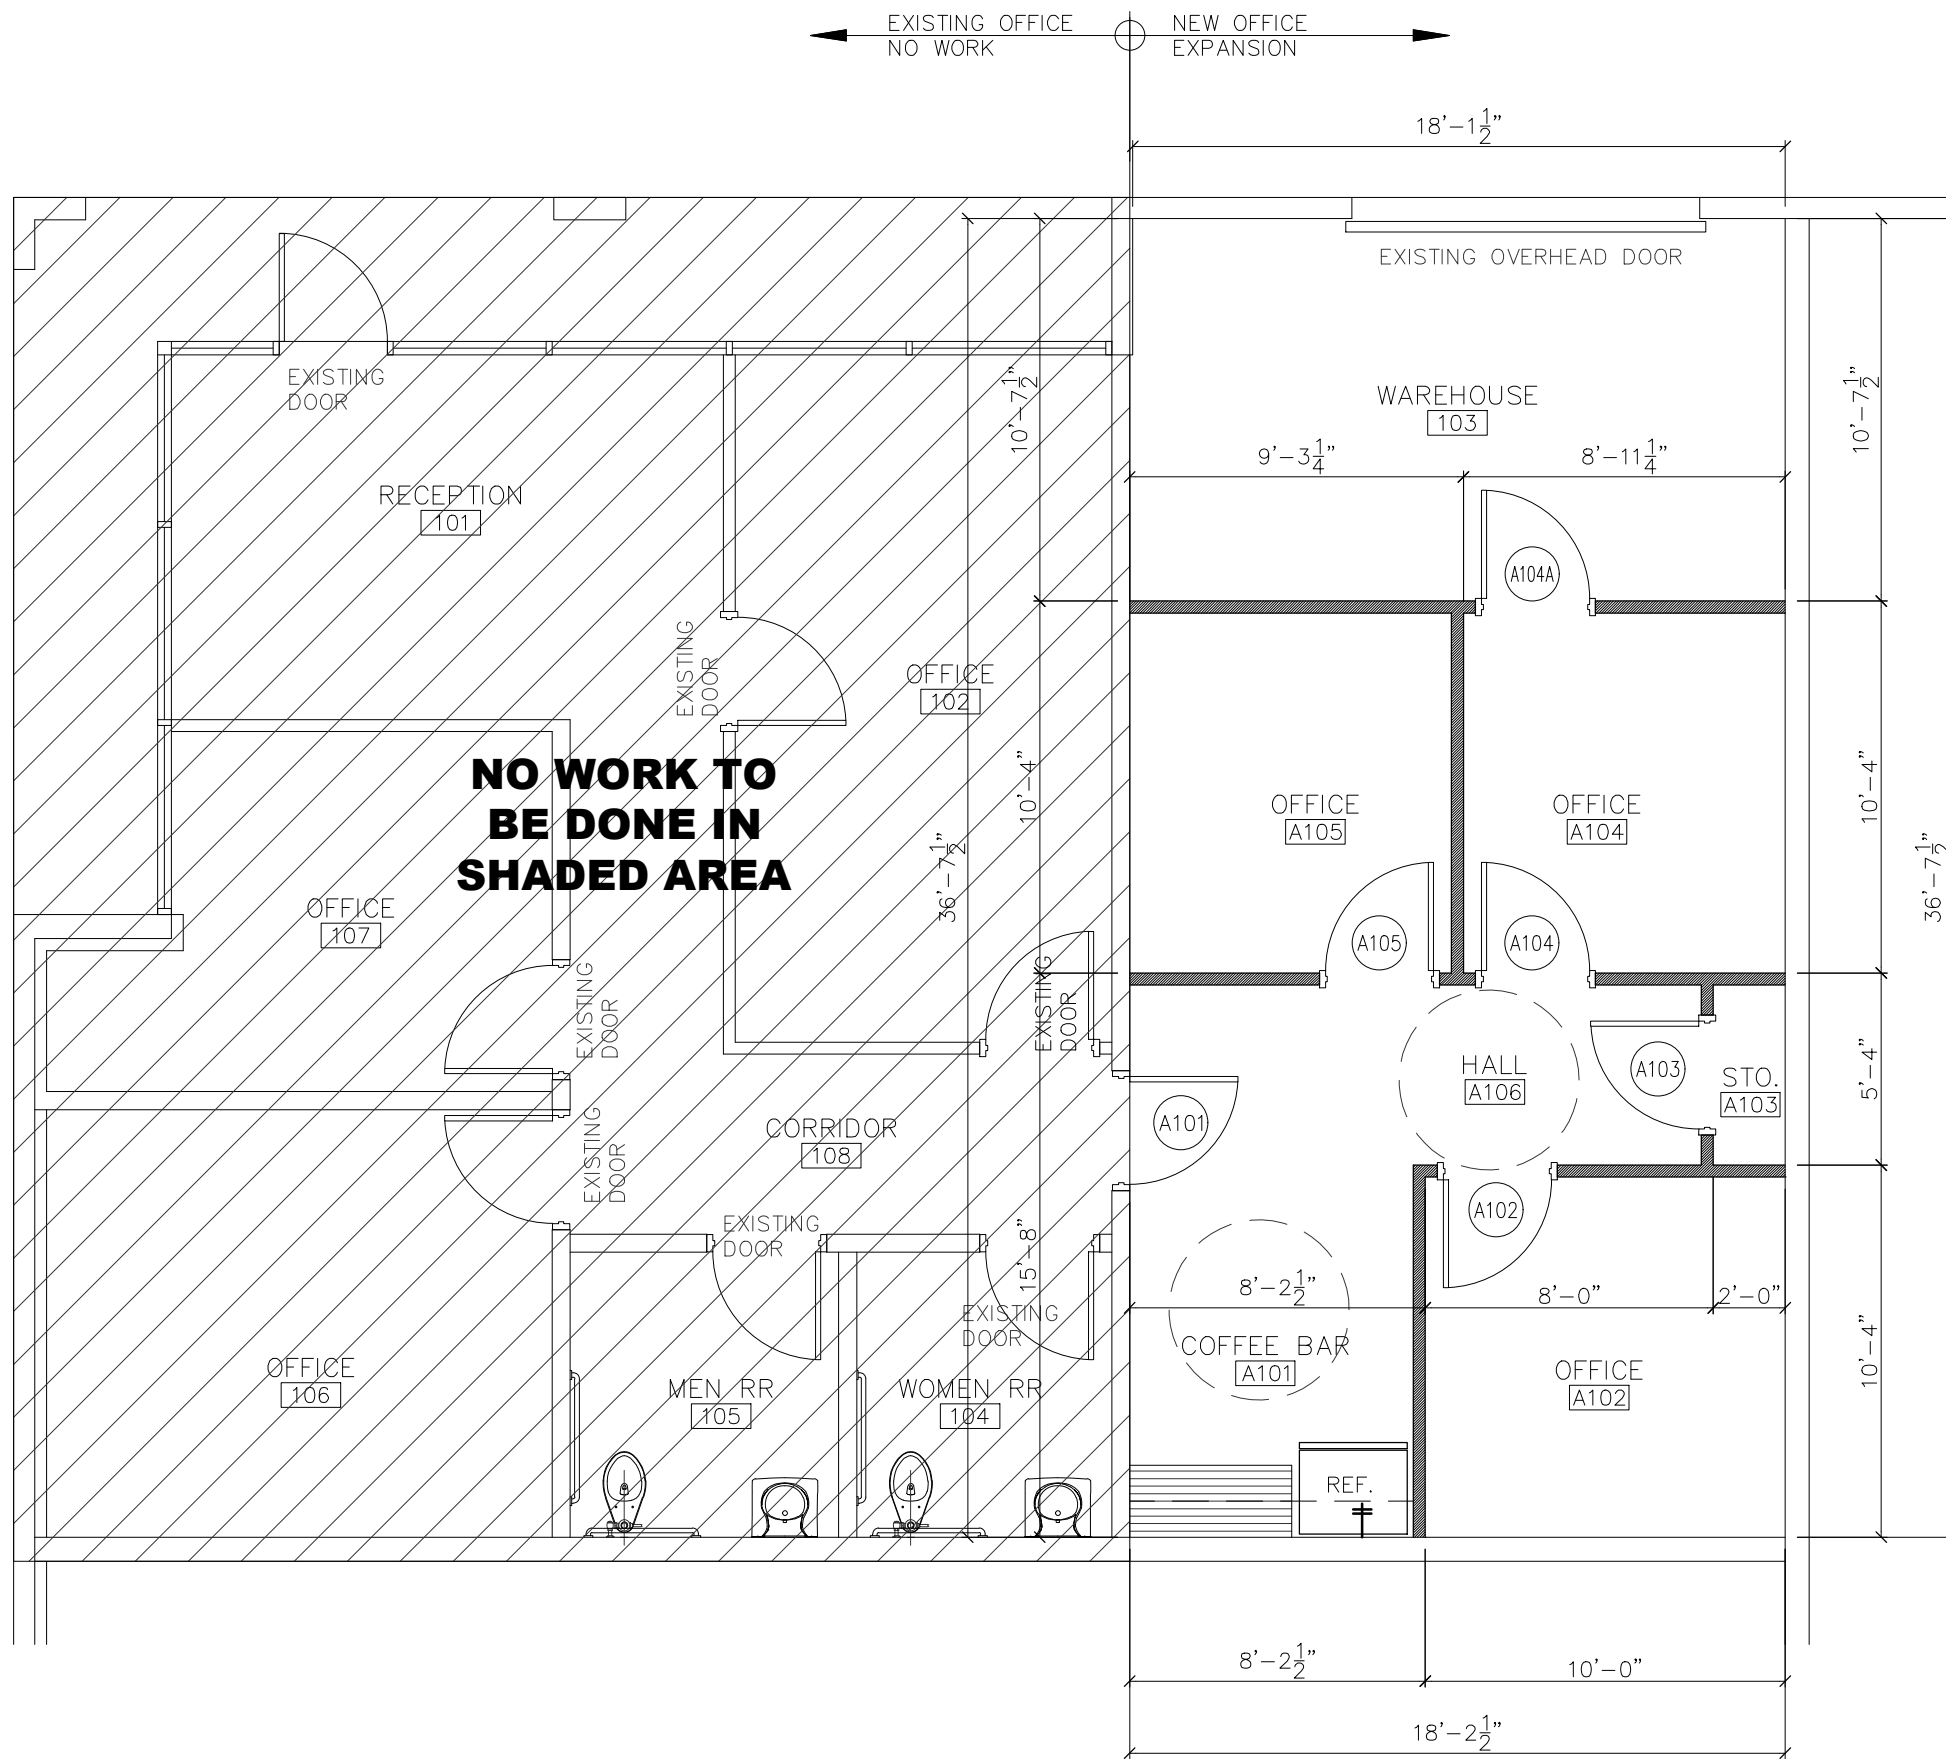 EXISTING OFFICE
NO WORK
NEW OFFICE
EXPANSION
18'-1 1/2"
EXISTING OVERHEAD DOOR
EXISTING
DOOR
10'-7 1/2"
WAREHOUSE
103
10'-7 1/2"
9'-3 1/4"
8'-11 1/4"
RECEPTION
101
A104A
EXISTING
DOOR
OFFICE
102
NO WORK TO
BE DONE IN
SHADED AREA
10'-4"
36'-7 1/2"
OFFICE
A105
OFFICE
A104
10'-4"
36'-7 1/2"
OFFICE
107
A105
A104
EXISTING
DOOR
EXISTING
DOOR
HALL
A106
A103
STO.
A103
5'-4"
A101
CORRIDOR
108
EXISTING
DOOR
A102
EXISTING
DOOR
15'-8"
8'-2 1/2"
8'-0"
2'-0"
EXISTING
DOOR
COFFEE BAR
A101
OFFICE
A102
10'-4"
OFFICE
106
MEN RR
105
WOMEN RR
104
REF.
8'-2 1/2"
10'-0"
18'-2 1/2"